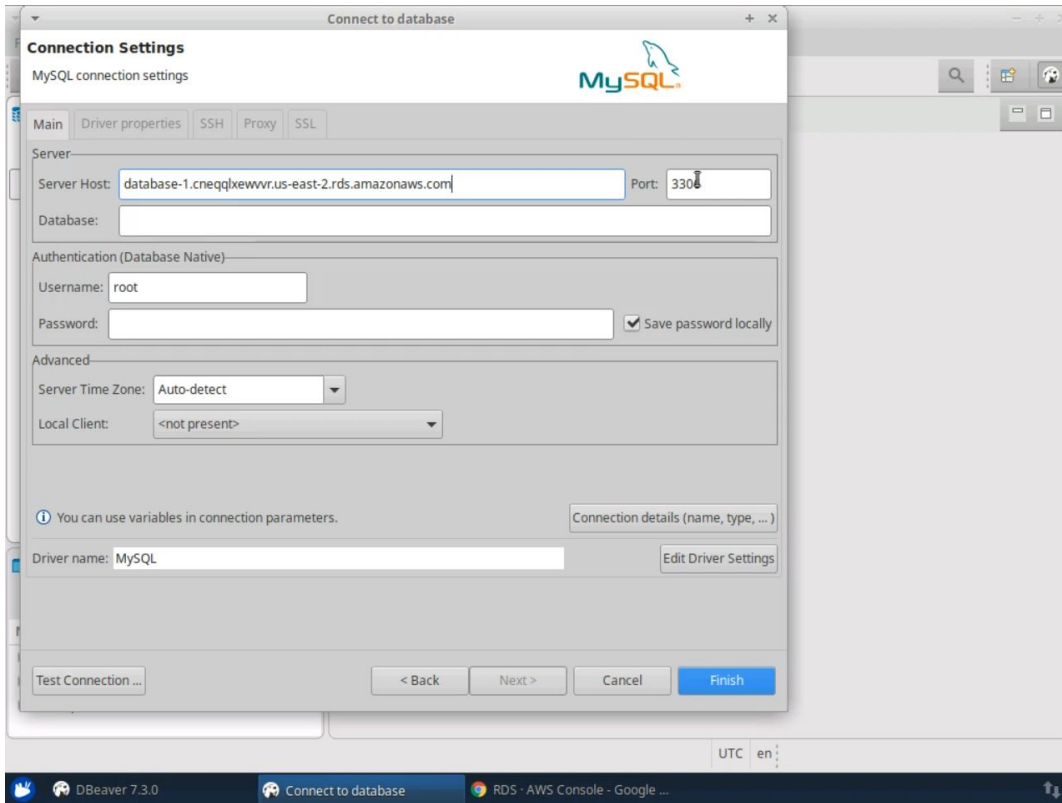 Connect to database
Connection Settings
MySQL connection settings
MySQL
Main Driver properties SSH Proxy SSL
Server
Server Host: database-1.cneqqlxewvvr.us-east-2.rds.amazonaws.com Port: 3306
Database:
Authentication (Database Native)
Username: root
Password: Save password locally
Advanced
Server Time Zone: Auto-detect
Local Client: <not present>
You can use variables in connection parameters. Connection details (name, type, ... )
Driver name: MySQL Edit Driver Settings
Test Connection ... < Back Next > Cancel Finish
UTC en
DBeaver 7.3.0 Connect to database RDS · AWS Console - Google ...